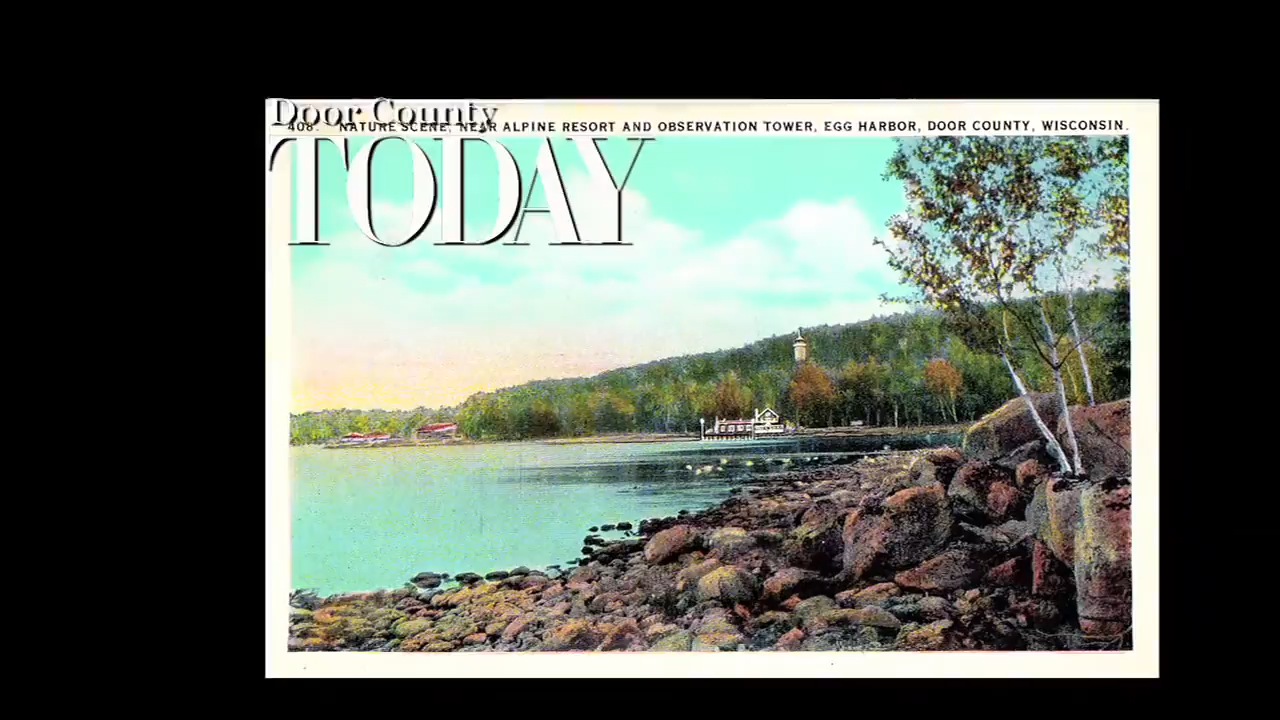 Door County
408. NATURE SCENE, NEAR ALPINE RESORT AND OBSERVATION TOWER, EGG HARBOR, DOOR COUNTY, WISCONSIN.
TODAY